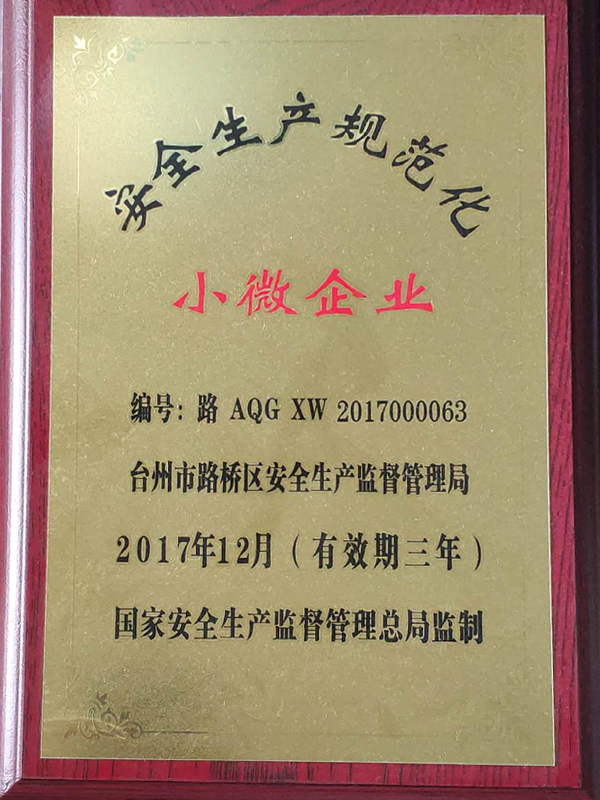 安全生产规范化
小微企业
编号：路 AQG XW 2017000063
台州市路桥区安全生产监督管理局
2017年12月（有效期三年）
国家安全生产监督管理总局监制